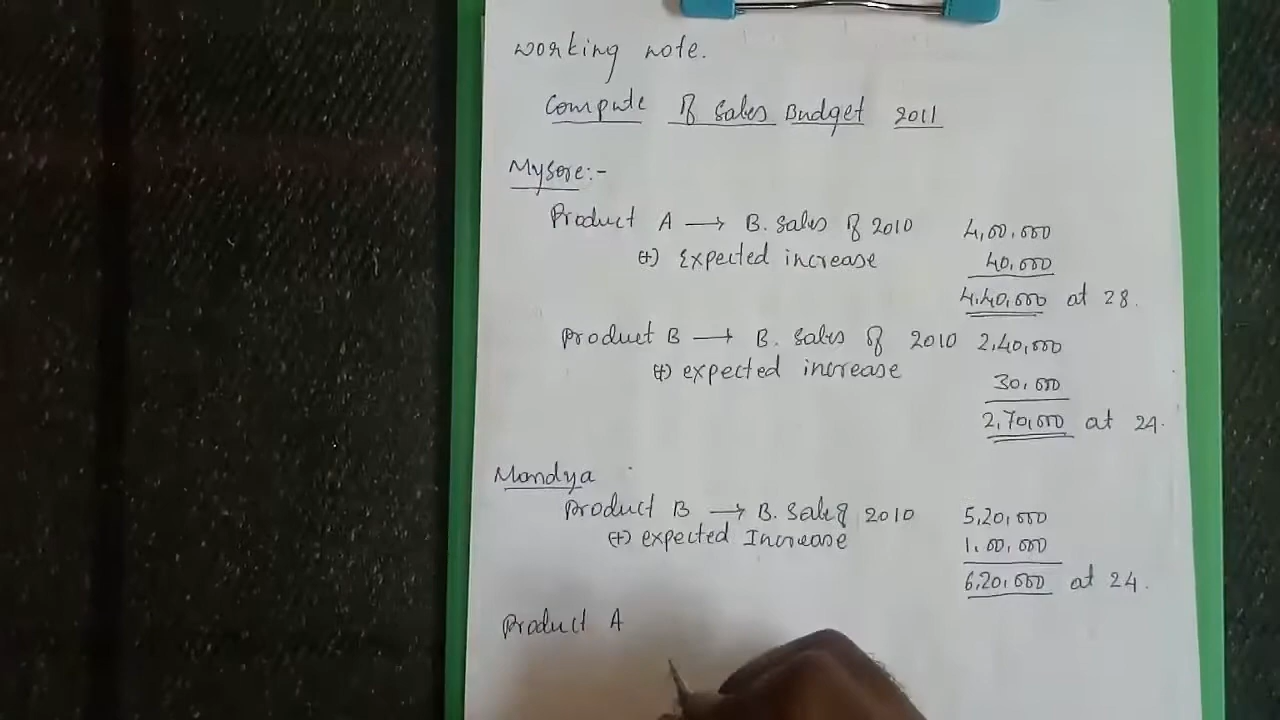 working note.
Compute of Sales Budget 2011
Mysore:-
Product A → B. Sales of 2010 4,00,000
(+) Expected increase 40,000
4,40,000 at 28.
Product B → B. Sales of 2010 2,40,000
(+) expected increase 30,000
2,70,000 at 24.
Mandya
Product B → B. Sales of 2010 5,20,000
(+) expected Increase 1,00,000
6,20,000 at 24.
Product A